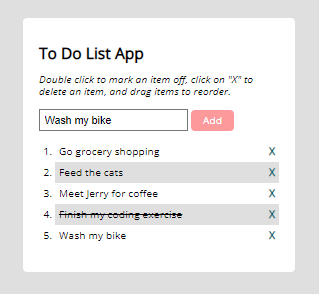 To Do List App
Double click to mark an item off, click on "X" to
delete an item, and drag items to reorder.
Wash my bike Add
1. Go grocery shopping X
2. Feed the cats X
3. Meet Jerry for coffee X
4. Finish my coding exercise X
5. Wash my bike X